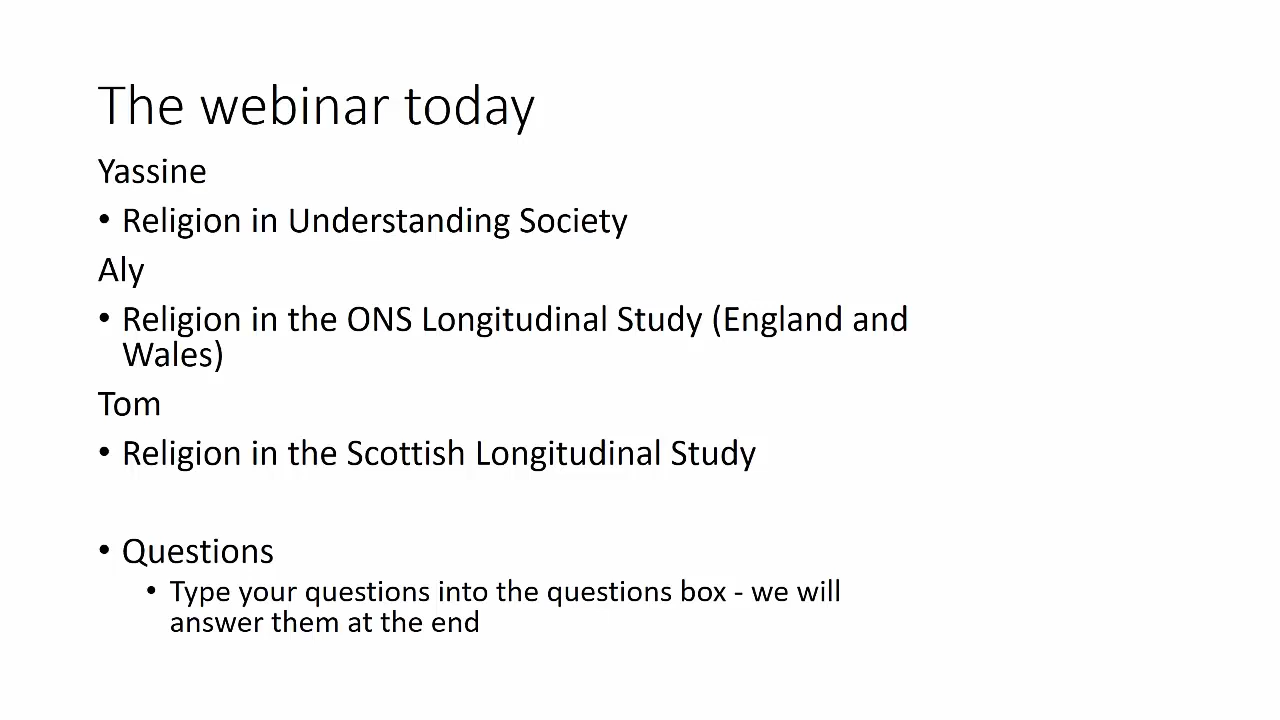 The webinar today
Yassine
• Religion in Understanding Society
Aly
• Religion in the ONS Longitudinal Study (England and
Wales)
Tom
• Religion in the Scottish Longitudinal Study
• Questions
• Type your questions into the questions box - we will
answer them at the end